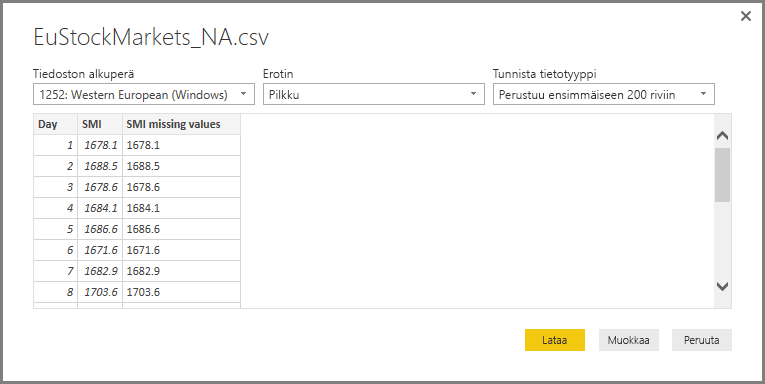 EuStockMarkets_NA.csv
Tiedoston alkuperä Erotin Tunnista tietotyyppi
1252: Western European (Windows) Pilkku Perustuu ensimmäiseen 200 riviin
Day SMI SMI missing values
1 1678.1 1678.1
2 1688.5 1688.5
3 1678.6 1678.6
4 1684.1 1684.1
5 1686.6 1686.6
6 1671.6 1671.6
7 1682.9 1682.9
8 1703.6 1703.6
Lataa Muokkaa Peruuta